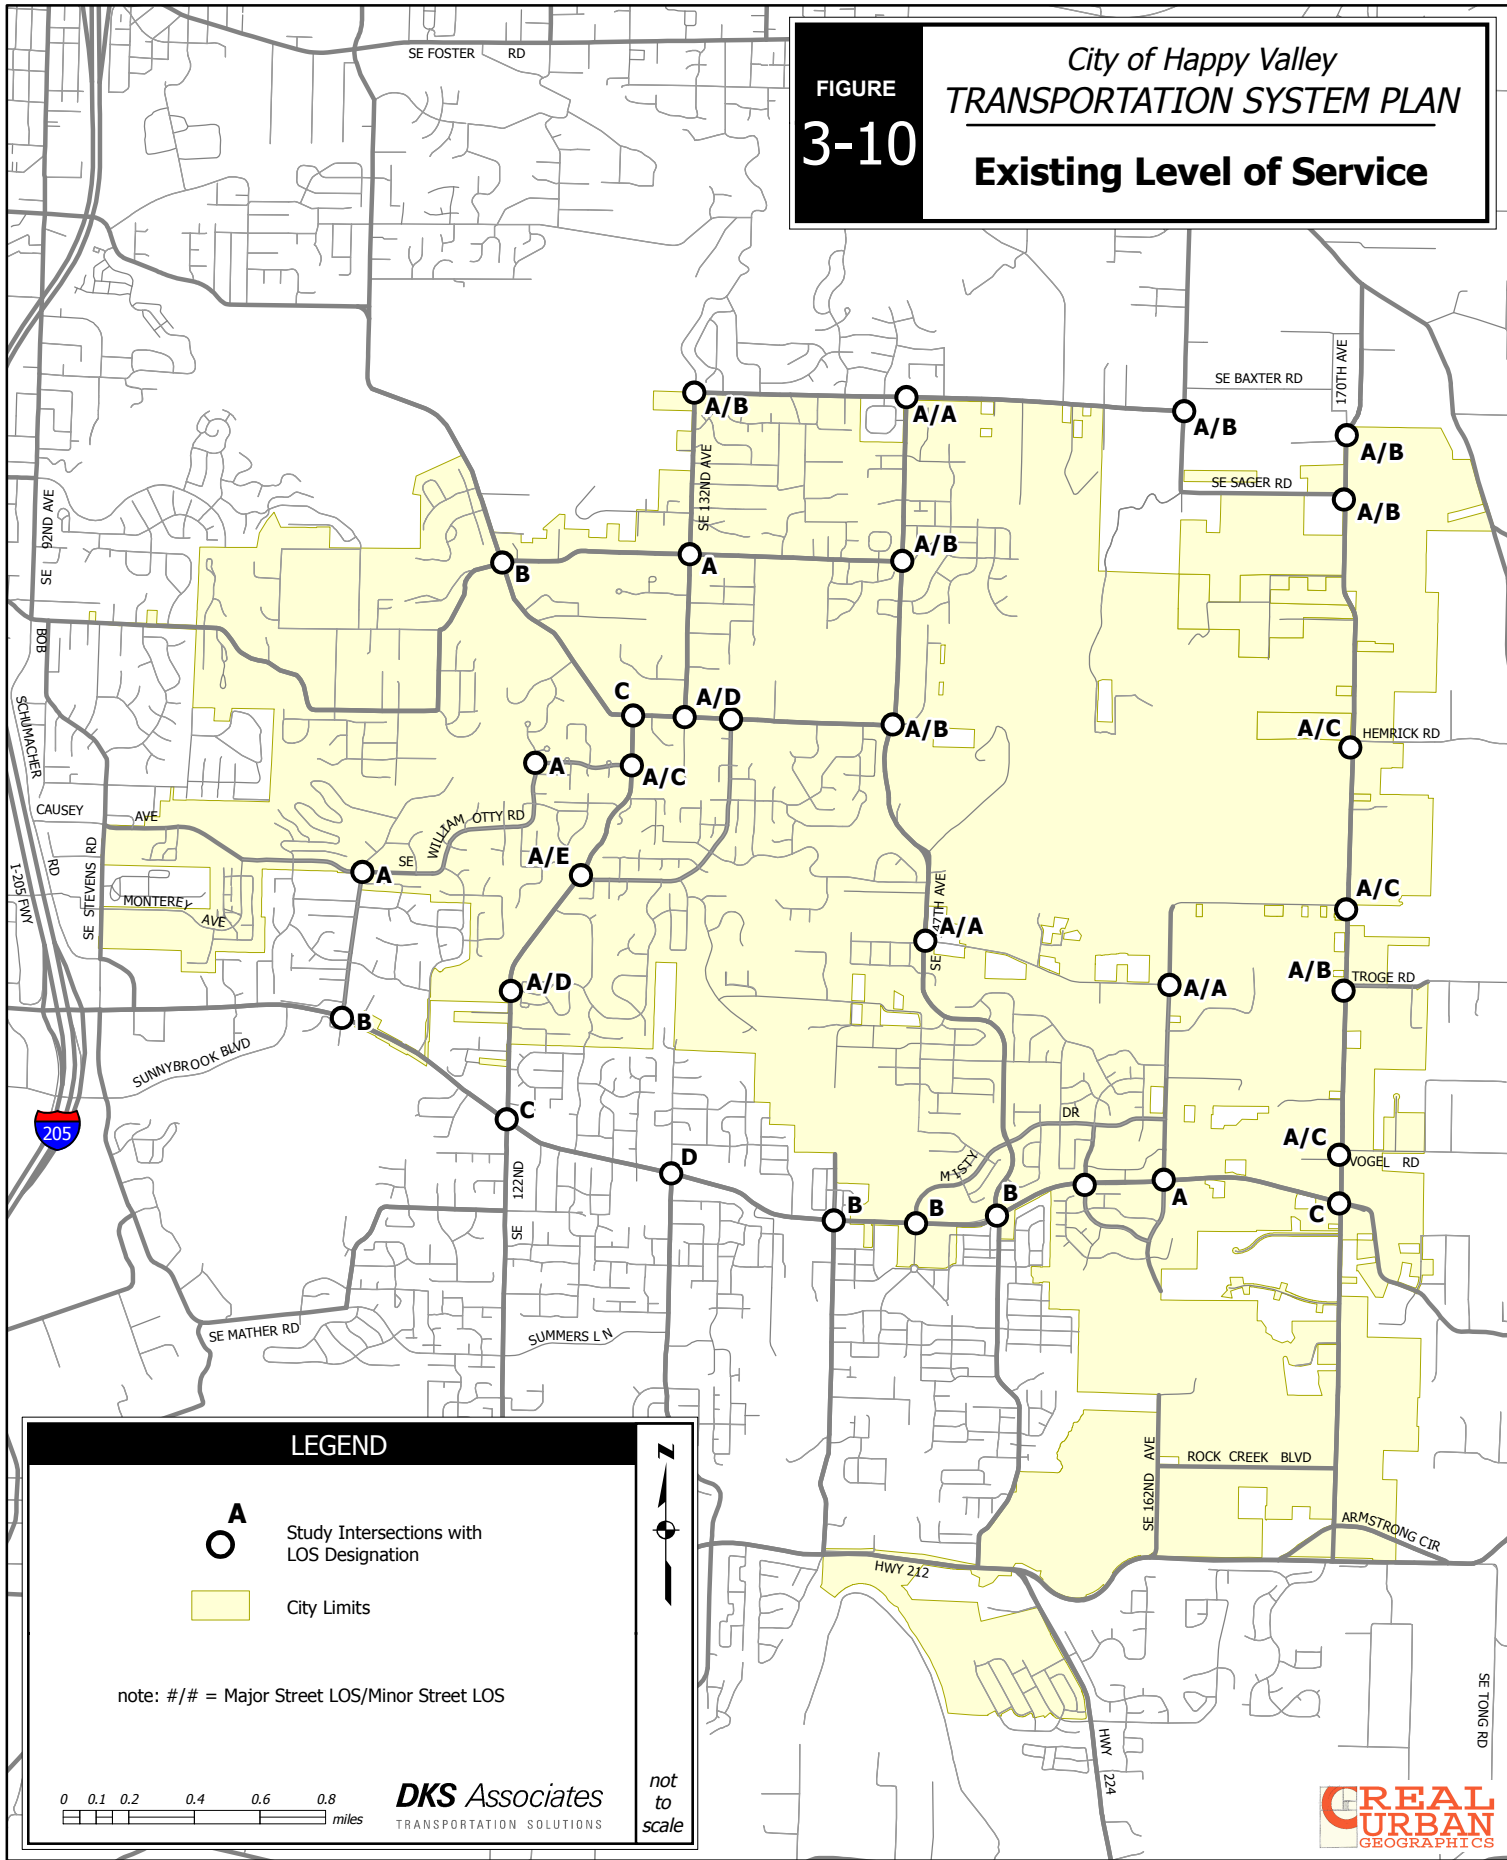 FIGURE
3-10
City of Happy Valley
TRANSPORTATION SYSTEM PLAN
Existing Level of Service
SE FOSTER RD
SE BAXTER RD
170TH AVE
A/B
A/A
A/B
A/B
SE SAGER RD
A/B
SE 132ND AVE
SE 92ND AVE
A/B
A
B
BOB
SCHUMACHER
RD
C
A/D
A/B
A/C
HEMRICK RD
A
A/C
CAUSEY AVE
SE WILLIAM OTTY RD
A/E
A
I-205 FWY
SE STEVENS RD
MONTEREY AVE
SE 47TH AVE
A/A
A/C
A/B
TROGE RD
A/D
A/A
B
SUNNYBROOK BLVD
205
C
DR
MISTY
A/C
VOGEL RD
D
SE 122ND
B
B
B
A
C
SE MATHER RD
SUMMERS LN
SE 162ND AVE
ROCK CREEK BLVD
ARMSTRONG CIR
HWY 212
HWY 224
SE TONG RD
LEGEND
A
Study Intersections with
LOS Designation
City Limits
note: #/# = Major Street LOS/Minor Street LOS
0 0.1 0.2 0.4 0.6 0.8
miles
DKS Associates
TRANSPORTATION SOLUTIONS
Z
not
to
scale
REAL
URBAN
GEOGRAPHICS